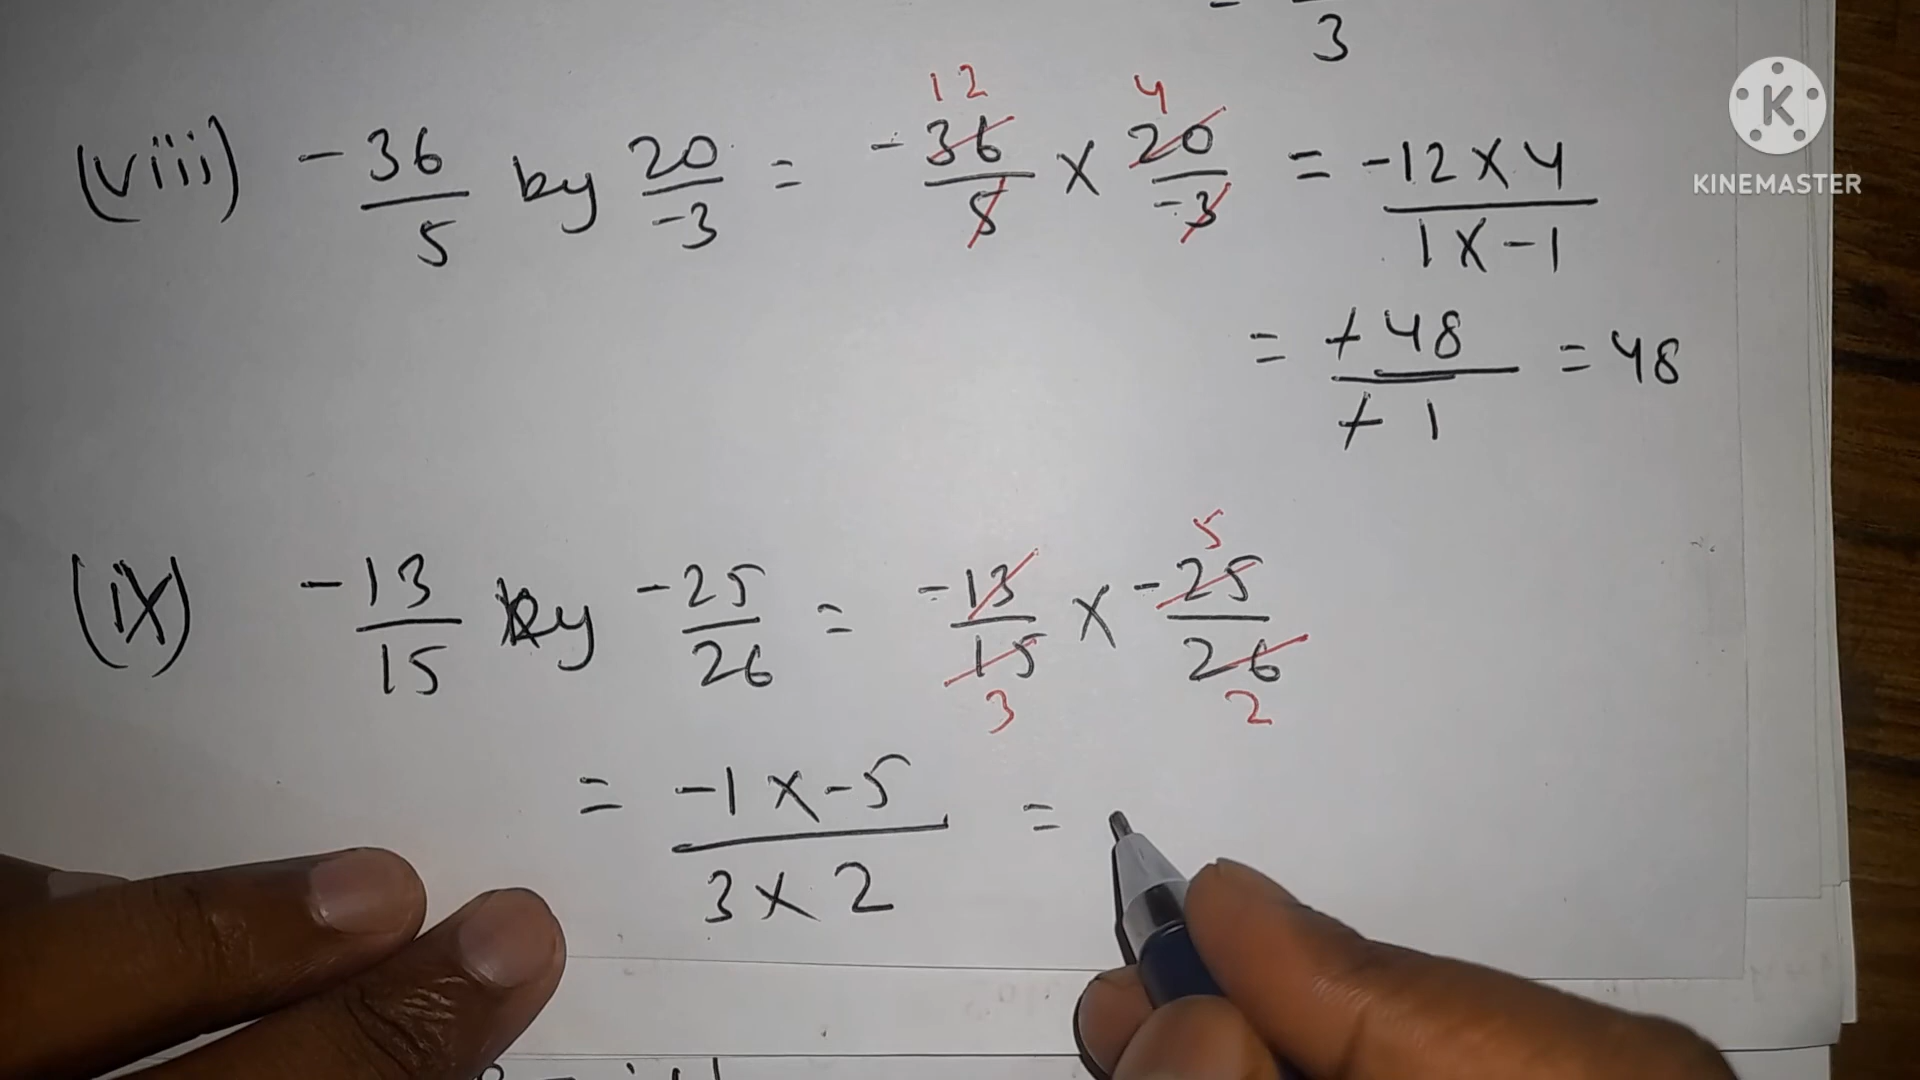 - 3
(viii) -36/5 by 20/-3 = -36/5 × 20/-3 = -12×4/1×-1
12 4
= +48/+1 = 48
KINEMASTER
(ix) -13/15 by -25/26 = -13/15 × -25/26
5
3 2
= -1×-5/3×2 =